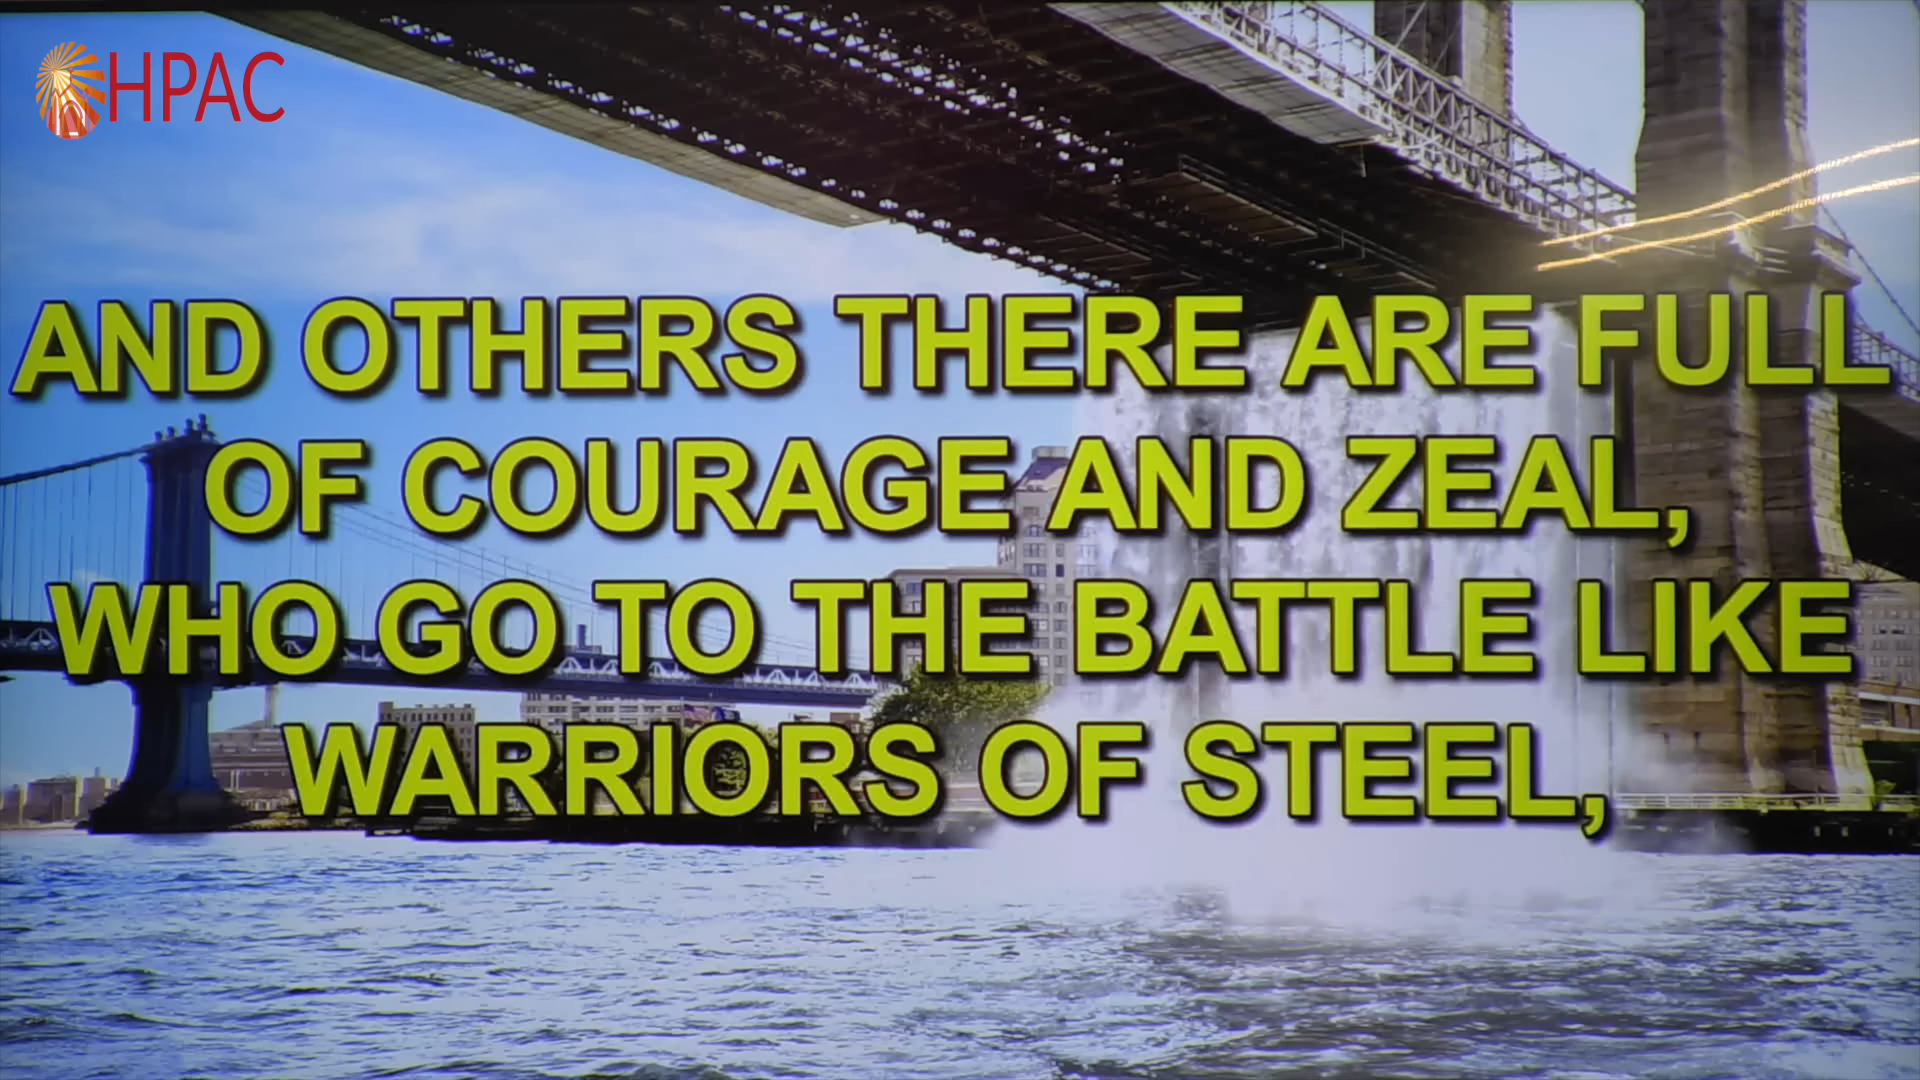 HPAC
AND OTHERS THERE ARE FULL
OF COURAGE AND ZEAL,
WHO GO TO THE BATTLE LIKE
WARRIORS OF STEEL,